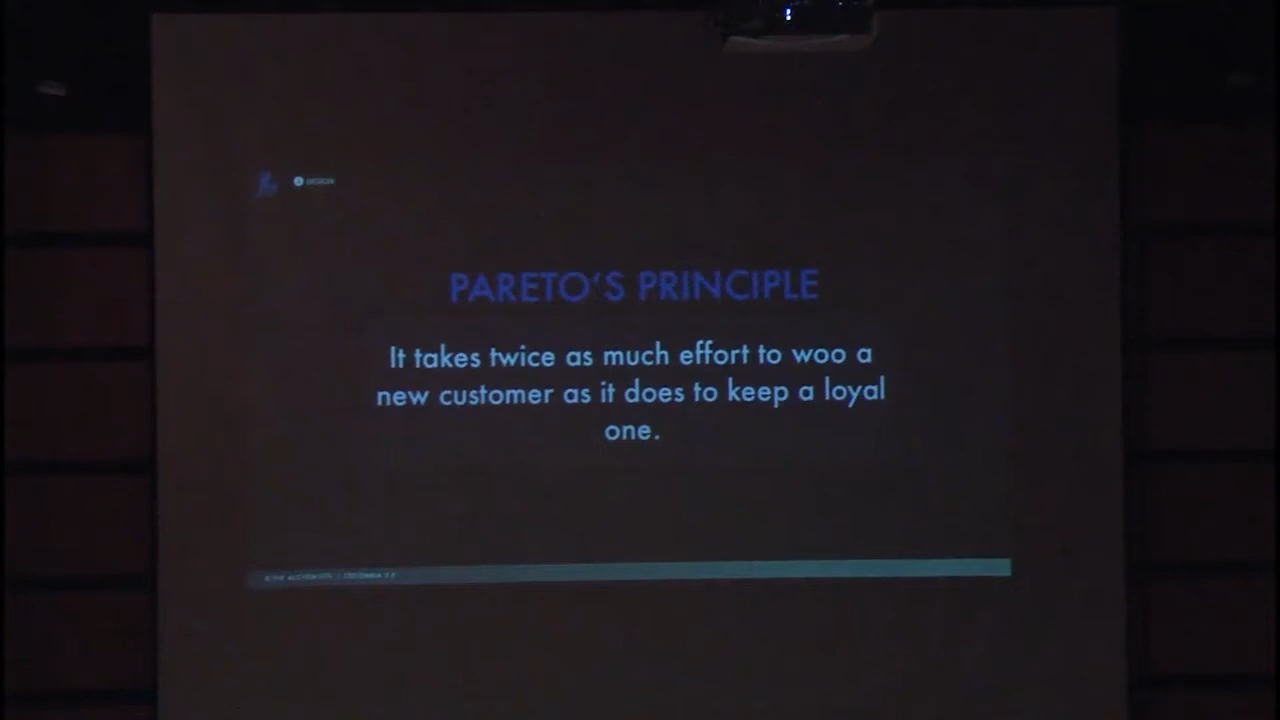 DESIGN
PARETO'S PRINCIPLE
It takes twice as much effort to woo a
new customer as it does to keep a loyal
one.